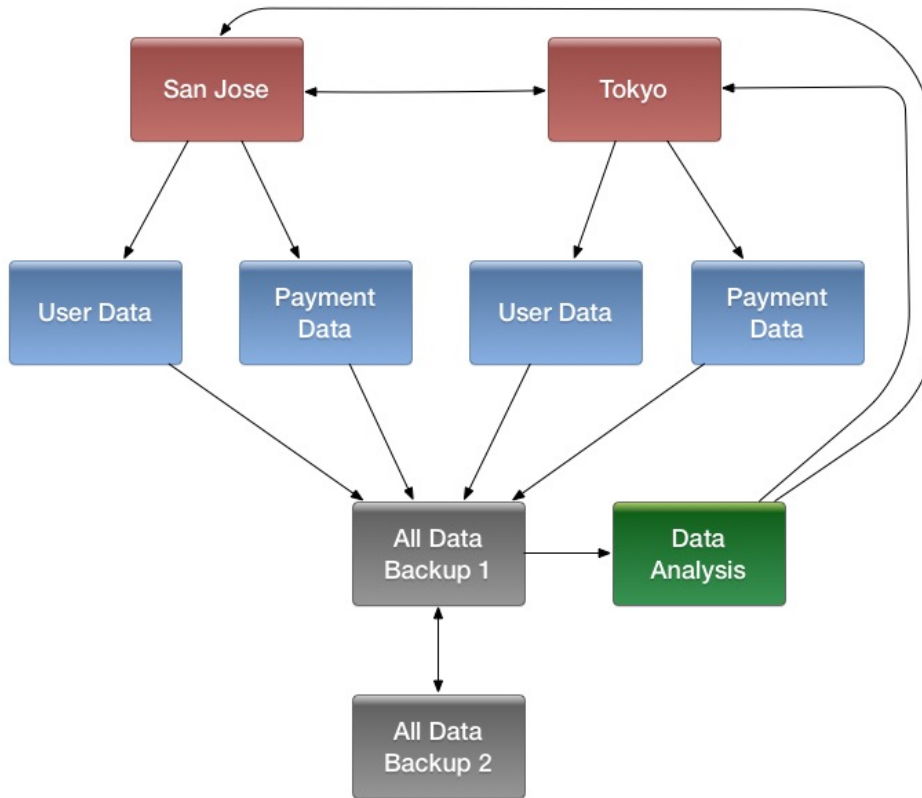 San Jose
Tokyo
User Data
Payment
Data
User Data
Payment
Data
All Data
Backup 1
Data
Analysis
All Data
Backup 2